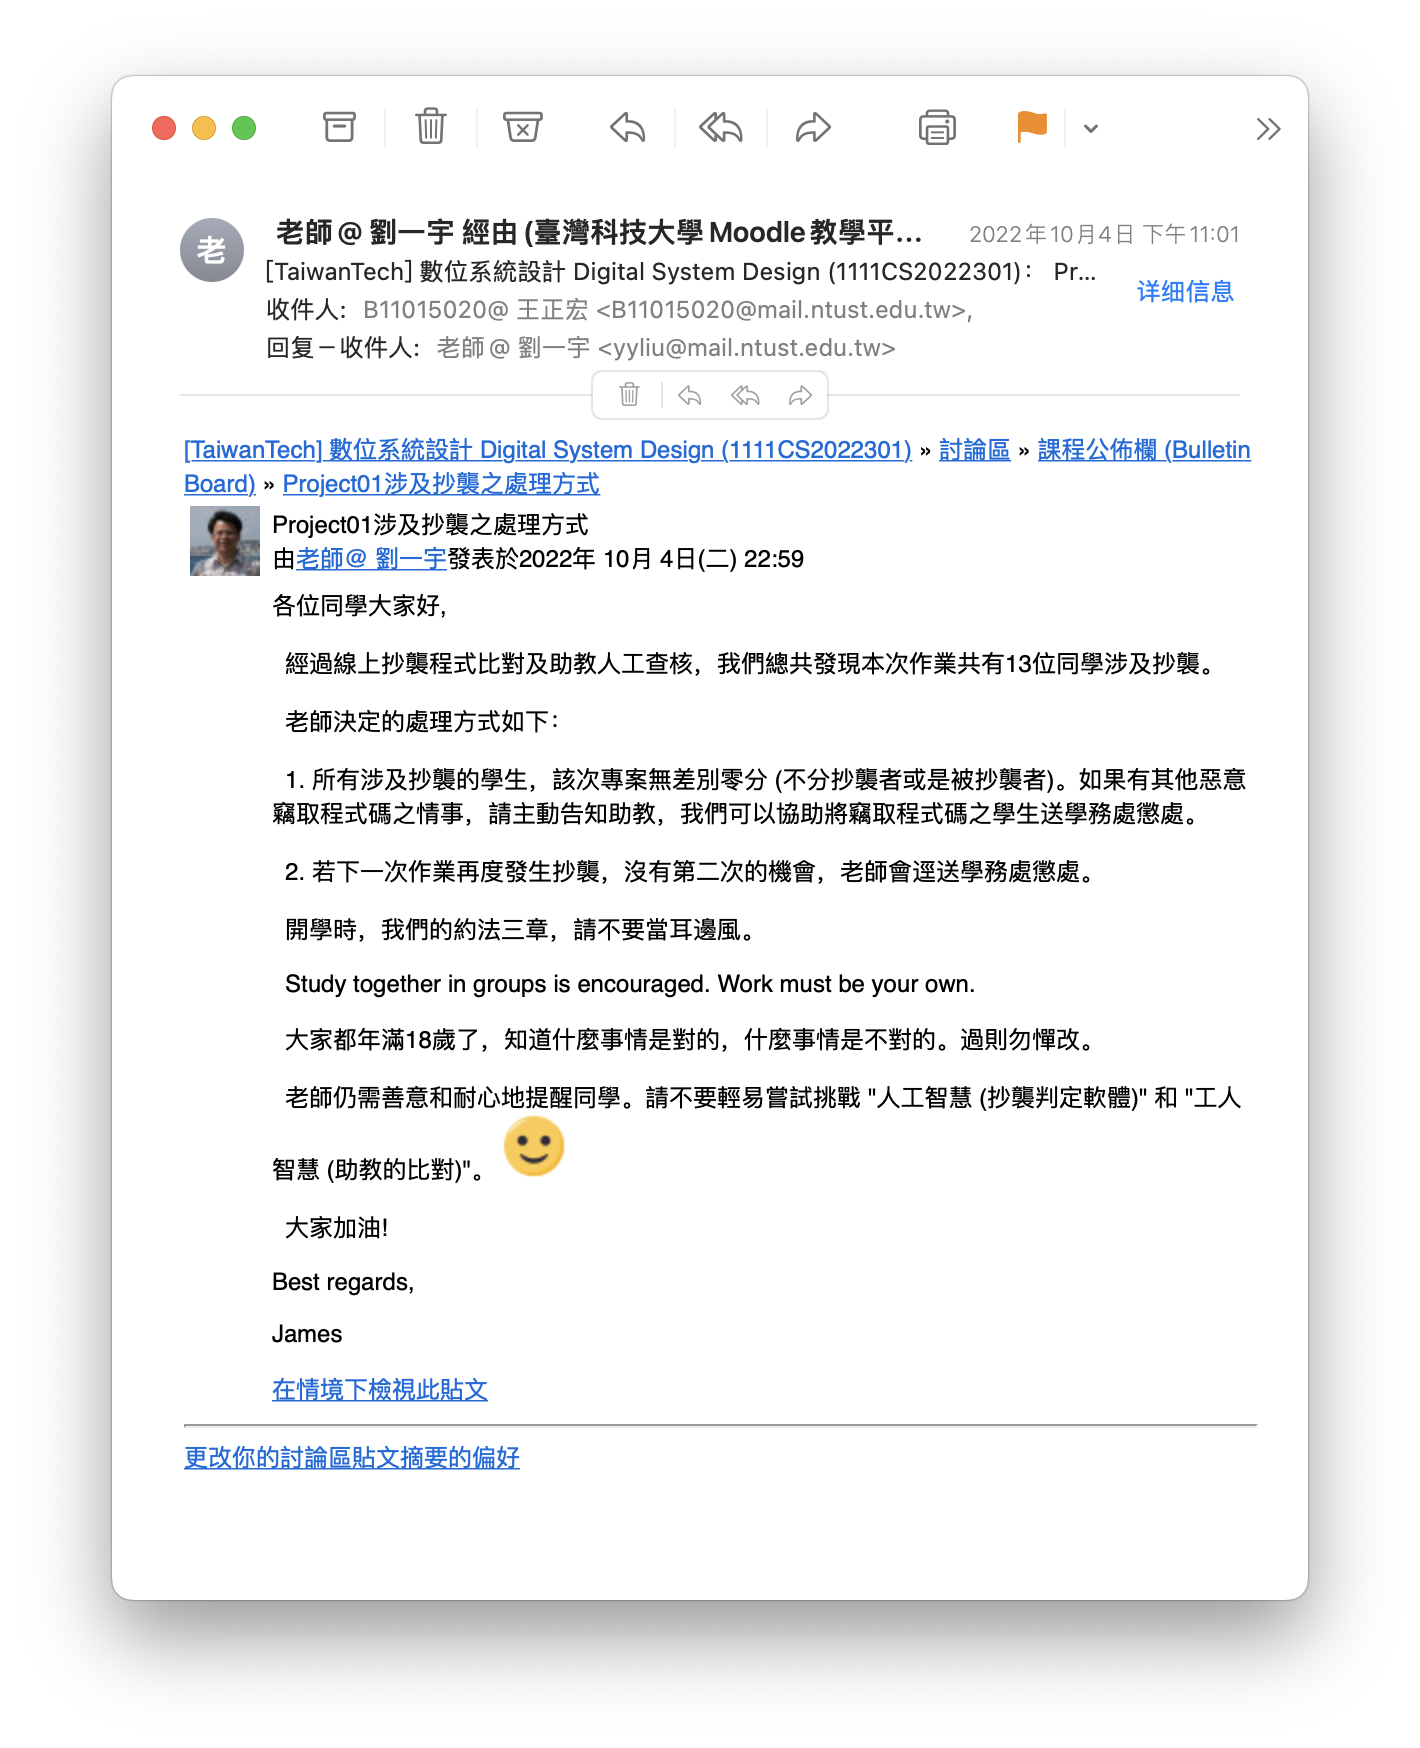 老
老師@ 劉一宇 經由 (臺灣科技大學Moodle教學平...
2022年10月4日 下午11:01
[TaiwanTech] 數位系統設計 Digital System Design (1111CS2022301)： Pr...
详细信息
收件人： B11015020@ 王正宏 <B11015020@mail.ntust.edu.tw>,
回复－收件人： 老師@ 劉一宇 <yyliu@mail.ntust.edu.tw>
[TaiwanTech] 數位系統設計 Digital System Design (1111CS2022301) » 討論區 » 課程公佈欄 (Bulletin
Board) » Project01涉及抄襲之處理方式
Project01涉及抄襲之處理方式
由老師@ 劉一宇發表於2022年 10月 4日(二) 22:59
各位同學大家好,
經過線上抄襲程式比對及助教人工查核，我們總共發現本次作業共有13位同學涉及抄襲。
老師決定的處理方式如下：
1. 所有涉及抄襲的學生，該次專案無差別零分 (不分抄襲者或是被抄襲者)。如果有其他惡意
竊取程式碼之情事，請主動告知助教，我們可以協助將竊取程式碼之學生送學務處懲處。
2. 若下一次作業再度發生抄襲，沒有第二次的機會，老師會逕送學務處懲處。
開學時，我們的約法三章，請不要當耳邊風。
Study together in groups is encouraged. Work must be your own.
大家都年滿18歲了，知道什麼事情是對的，什麼事情是不對的。過則勿憚改。
老師仍需善意和耐心地提醒同學。請不要輕易嘗試挑戰 "人工智慧 (抄襲判定軟體)" 和 "工人
智慧 (助教的比對)"。
大家加油!
Best regards,
James
在情境下檢視此貼文
更改你的討論區貼文摘要的偏好